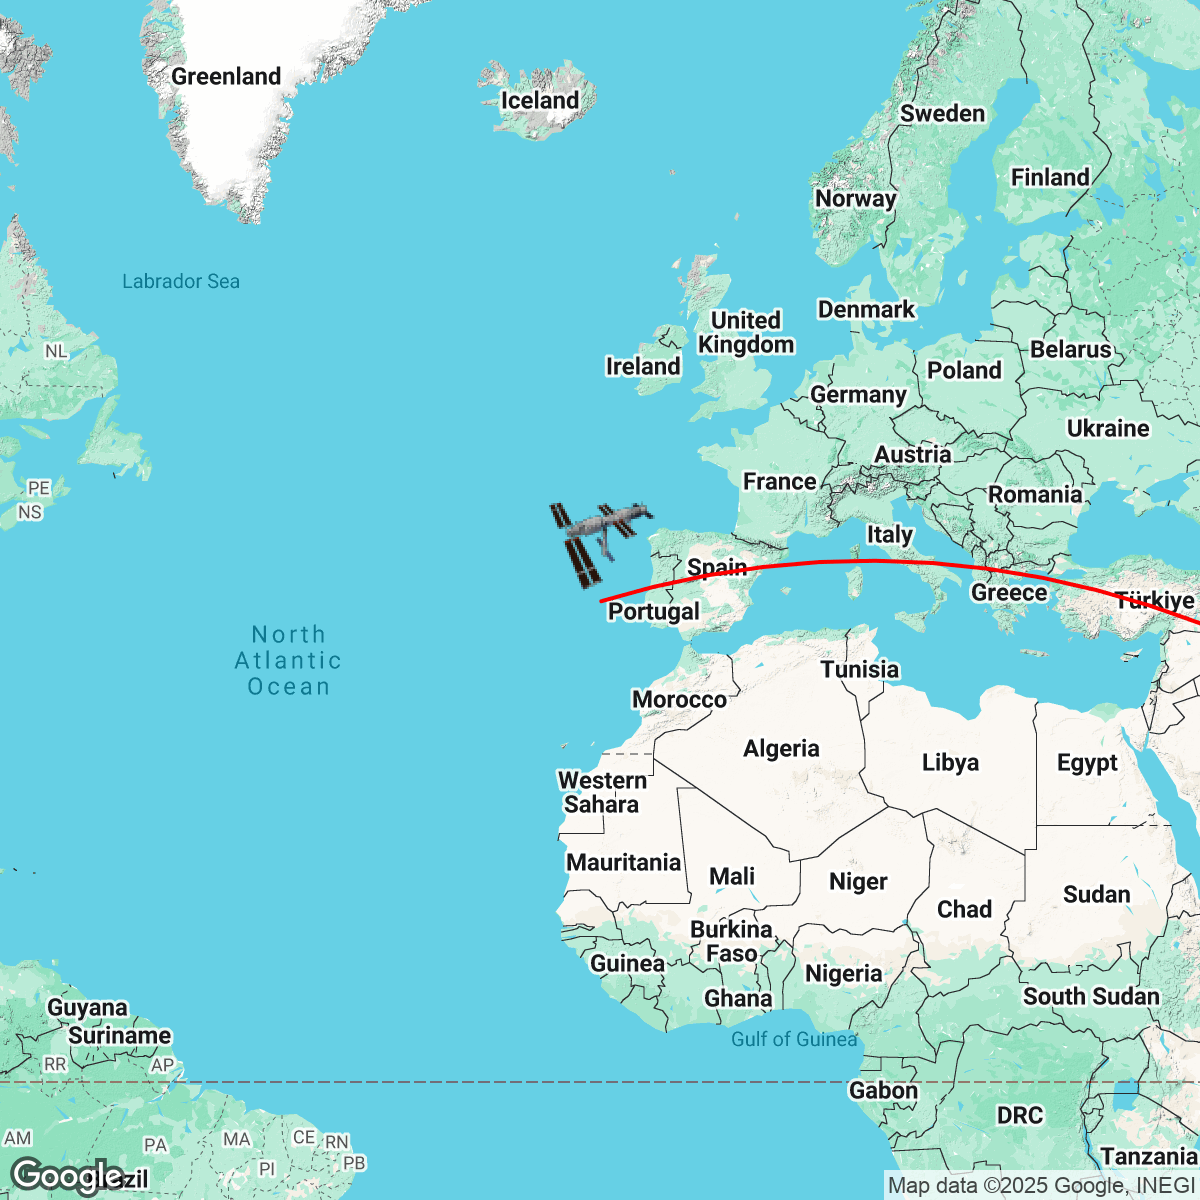 Greenland
Iceland
Sweden
Finland
Norway
Labrador Sea
Denmark
United
Kingdom
NL
Belarus
Ireland
Poland
Germany
Ukraine
Austria
France
PE
Romania
NS
Italy
Spain
Greece
Türkiye
Portugal
North
Atlantic
Ocean
Tunisia
Morocco
Algeria
Libya
Egypt
Western
Sahara
Mauritania
Mali
Niger
Sudan
Chad
Burkina
Faso
Guinea
Nigeria
Ghana
South Sudan
Guyana
Suriname
Gulf of Guinea
RR
AP
Gabon
DRC
AM
PA
MA
CE
RN
PI
PB
Tanzania
Google
Brazil
Map data ©2025 Google, INEGI